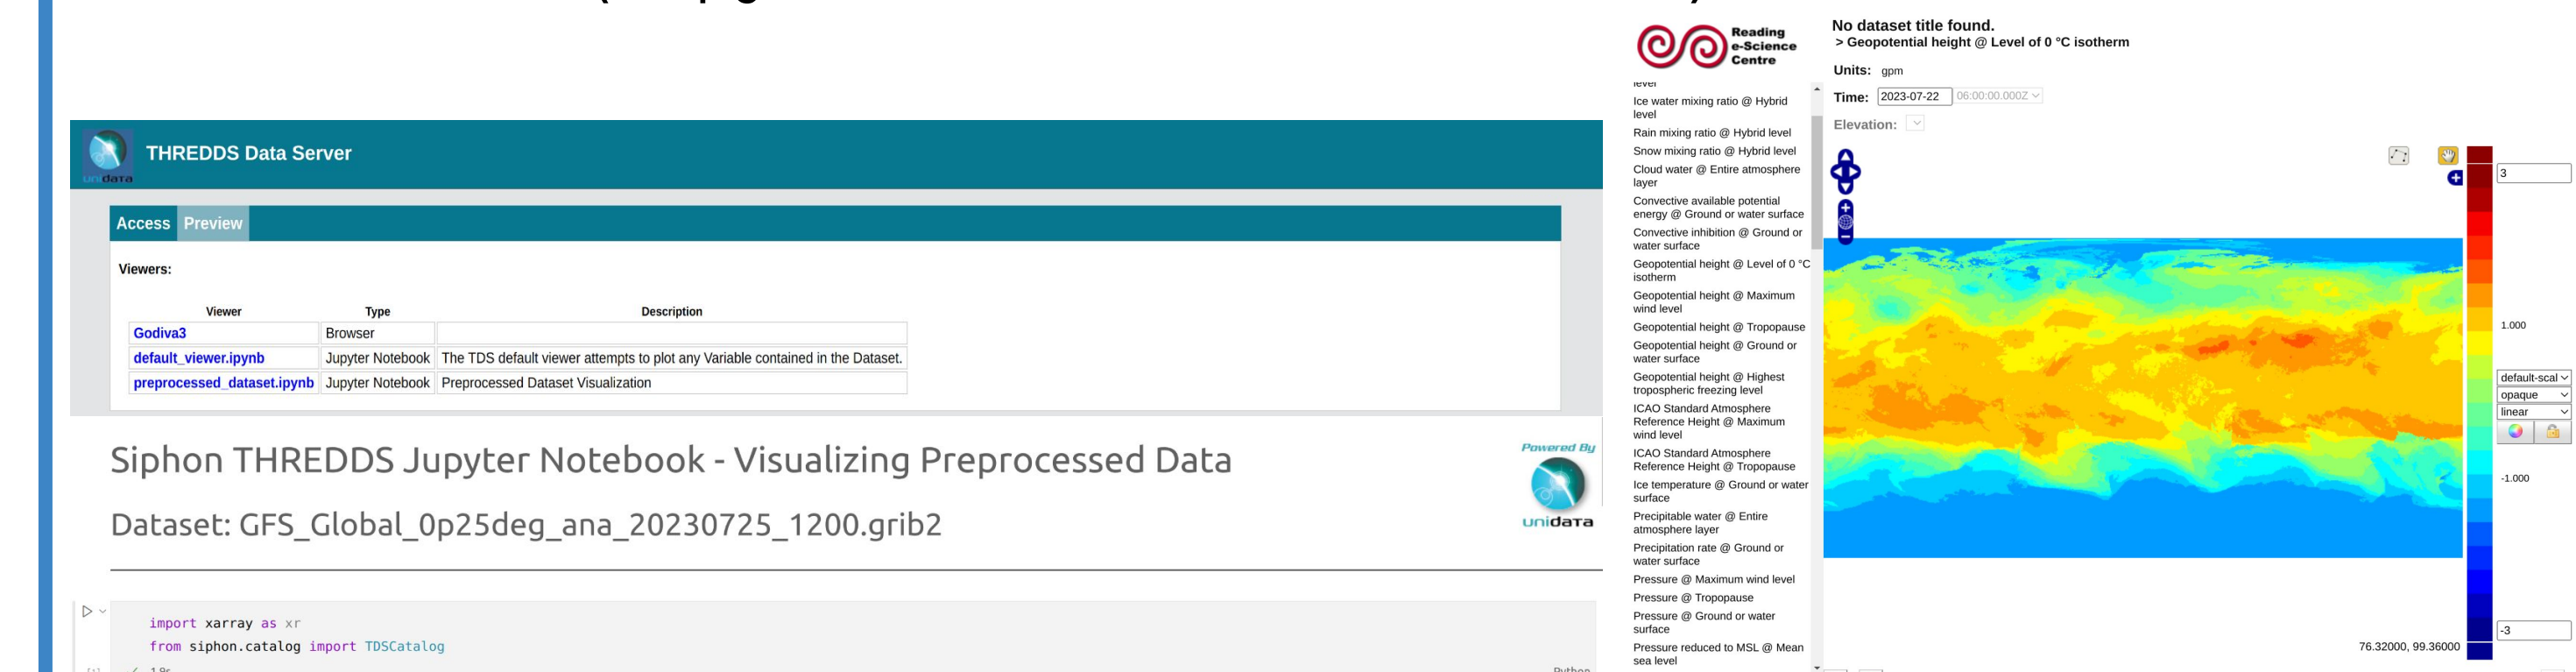 THREDDS Data Server
unidata
Access Preview
Viewers:
Viewer Type Description
Godiva3 Browser
default_viewer.ipynb Jupyter Notebook The TDS default viewer attempts to plot any Variable contained in the Dataset.
preprocessed_dataset.ipynb Jupyter Notebook Preprocessed Dataset Visualization
Siphon THREDDS Jupyter Notebook - Visualizing Preprocessed Data
Dataset: GFS_Global_0p25deg_ana_20230725_1200.grib2
Powered By
unidata
import xarray as xr
from siphon.catalog import TDSCatalog
1.9s
Python
Reading
e-Science
Centre
level
Ice water mixing ratio @ Hybrid
level
Rain mixing ratio @ Hybrid level
Snow mixing ratio @ Hybrid level
Cloud water @ Entire atmosphere
layer
Convective available potential
energy @ Ground or water surface
Convective inhibition @ Ground or
water surface
Geopotential height @ Level of 0 °C
isotherm
Geopotential height @ Maximum
wind level
Geopotential height @ Tropopause
Geopotential height @ Ground or
water surface
Geopotential height @ Highest
tropospheric freezing level
ICAO Standard Atmosphere
Reference Height @ Maximum
wind level
ICAO Standard Atmosphere
Reference Height @ Tropopause
Ice temperature @ Ground or water
surface
Precipitable water @ Entire
atmosphere layer
Precipitation rate @ Ground or
water surface
Pressure @ Maximum wind level
Pressure @ Tropopause
Pressure @ Ground or water
surface
Pressure reduced to MSL @ Mean
sea level
No dataset title found.
> Geopotential height @ Level of 0 °C isotherm
Units: gpm
Time: 2023-07-22 06:00:00.000Z
Elevation:
3
1.000
default-scal
opaque
linear
-1.000
-3
76.32000, 99.36000